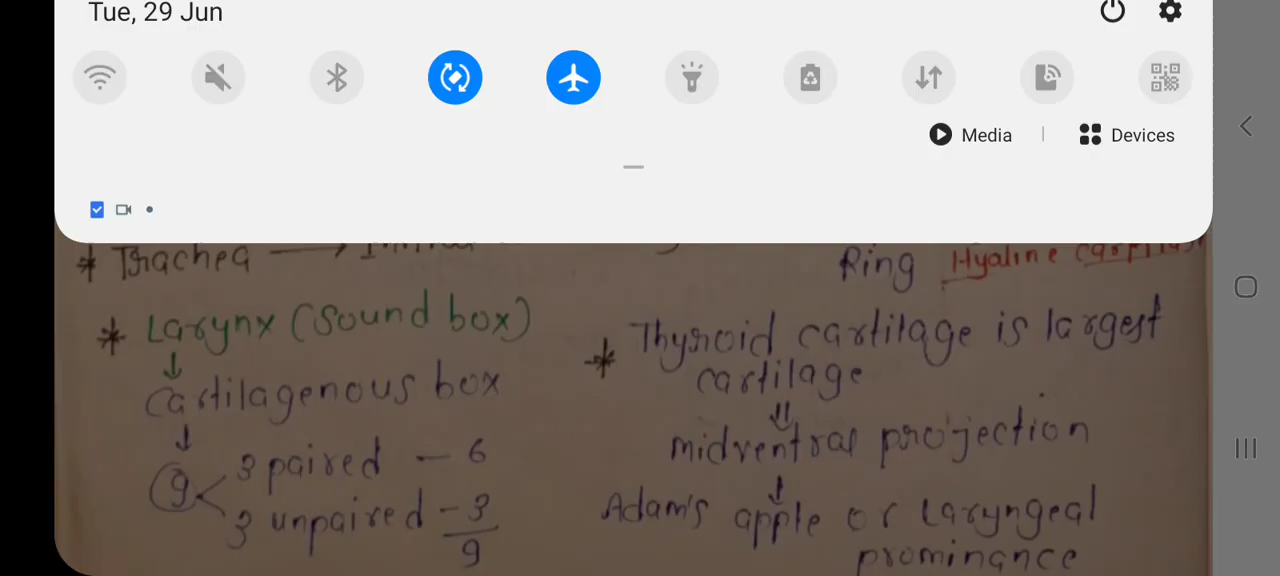 Tue, 29 Jun
Media | Devices
* Trachea →
Ring Hyaline
* Larynx (Sound box)
↓
Cartilagenous box
↓
9 < 3 paired – 6
3 unpaired – 3
9
* Thyroid cartilage is largest
cartilage
⇓
midventral projection
↓
Adam's apple or Laryngeal
prominance